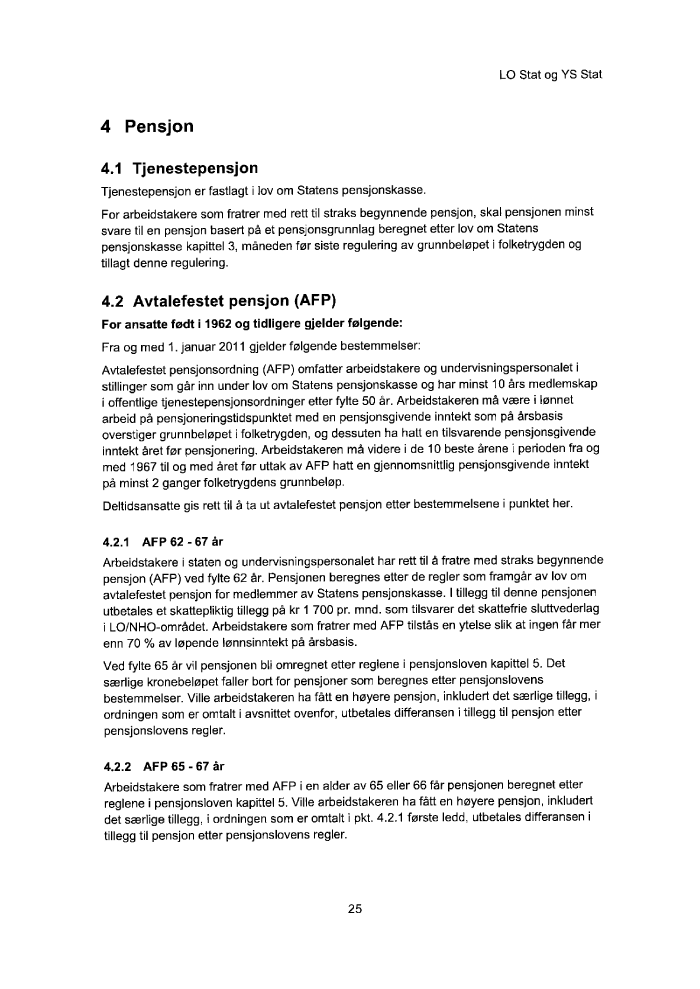 LO Stat og YS Stat
4 Pensjon
4.1 Tjenestepensjon
Tjenestepensjon er fastlagt i lov om Statens pensjonskasse.
For arbeidstakere som fratrer med rett til straks begynnende pensjon, skal pensjonen minst
svare til en pensjon basert på et pensjonsgrunnlag beregnet etter lov om Statens
pensjonskasse kapittel 3, måneden før siste regulering av grunnbeløpet i folketrygden og
tillagt denne regulering.
4.2 Avtalefestet pensjon (AFP)
For ansatte født i 1962 og tidligere gjelder følgende:
Fra og med 1. januar 2011 gjelder følgende bestemmelser:
Avtalefestet pensjonsordning (AFP) omfatter arbeidstakere og undervisningspersonalet i
stillinger som går inn under lov om Statens pensjonskasse og har minst 10 års medlemskap
i offentlige tjenestepensjonsordninger etter fylte 50 år. Arbeidstakeren må være i lønnet
arbeid på pensjoneringstidspunktet med en pensjonsgivende inntekt som på årsbasis
overstiger grunnbeløpet i folketrygden, og dessuten ha hatt en tilsvarende pensjonsgivende
inntekt året før pensjonering. Arbeidstakeren må videre i de 10 beste årene i perioden fra og
med 1967 til og med året før uttak av AFP hatt en gjennomsnittlig pensjonsgivende inntekt
på minst 2 ganger folketrygdens grunnbeløp.
Deltidsansatte gis rett til å ta ut avtalefestet pensjon etter bestemmelsene i punktet her.
4.2.1 AFP 62 - 67 år
Arbeidstakere i staten og undervisningspersonalet har rett til å fratre med straks begynnende
pensjon (AFP) ved fylte 62 år. Pensjonen beregnes etter de regler som framgår av lov om
avtalefestet pensjon for medlemmer av Statens pensjonskasse. I tillegg til denne pensjonen
utbetales et skattepliktig tillegg på kr 1 700 pr. mnd. som tilsvarer det skattefrie sluttvederlag
i LO/NHO-området. Arbeidstakere som fratrer med AFP tilstås en ytelse slik at ingen får mer
enn 70 % av løpende lønnsinntekt på årsbasis.
Ved fylte 65 år vil pensjonen bli omregnet etter reglene i pensjonsloven kapittel 5. Det
særlige kronebeløpet faller bort for pensjoner som beregnes etter pensjonslovens
bestemmelser. Ville arbeidstakeren ha fått en høyere pensjon, inkludert det særlige tillegg, i
ordningen som er omtalt i avsnittet ovenfor, utbetales differansen i tillegg til pensjon etter
pensjonslovens regler.
4.2.2 AFP 65 - 67 år
Arbeidstakere som fratrer med AFP i en alder av 65 eller 66 får pensjonen beregnet etter
reglene i pensjonsloven kapittel 5. Ville arbeidstakeren ha fått en høyere pensjon, inkludert
det særlige tillegg, i ordningen som er omtalt i pkt. 4.2.1 første ledd, utbetales differansen i
tillegg til pensjon etter pensjonslovens regler.
25